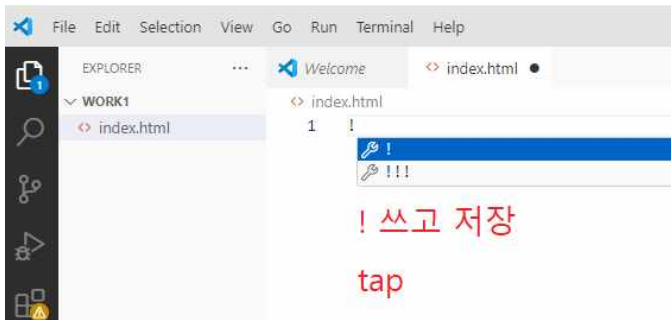 File Edit Selection View Go Run Terminal Help
EXPLORER ... Welcome <> index.html ●
WORK1 <> index.html
<> index.html 1 !
!
!!!
! 쓰고 저장
tap
1